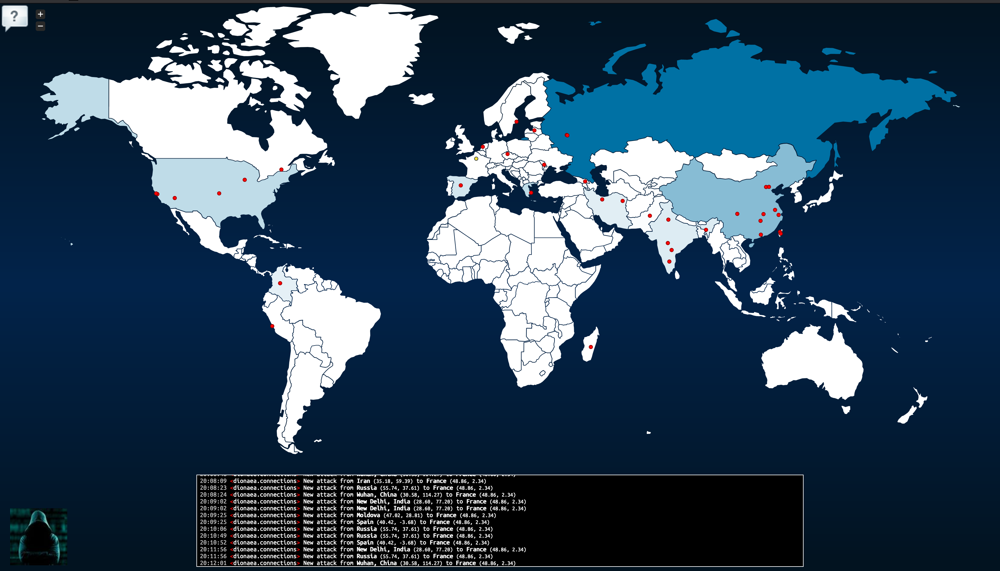 ?
+
−
20:08:09 <dionaea.connections> New attack from Iran (35.18, 59.39) to France (48.86, 2.34)
20:08:23 <dionaea.connections> New attack from Russia (55.74, 37.61) to France (48.86, 2.34)
20:08:24 <dionaea.connections> New attack from Wuhan, China (30.58, 114.27) to France (48.86, 2.34)
20:09:02 <dionaea.connections> New attack from New Delhi, India (28.60, 77.20) to France (48.86, 2.34)
20:09:02 <dionaea.connections> New attack from New Delhi, India (28.60, 77.20) to France (48.86, 2.34)
20:09:25 <dionaea.connections> New attack from Moldova (47.02, 28.81) to France (48.86, 2.34)
20:09:25 <dionaea.connections> New attack from Spain (40.42, -3.68) to France (48.86, 2.34)
20:10:06 <dionaea.connections> New attack from Russia (55.74, 37.61) to France (48.86, 2.34)
20:10:49 <dionaea.connections> New attack from Russia (55.74, 37.61) to France (48.86, 2.34)
20:10:52 <dionaea.connections> New attack from Spain (40.42, -3.68) to France (48.86, 2.34)
20:11:56 <dionaea.connections> New attack from New Delhi, India (28.60, 77.20) to France (48.86, 2.34)
20:11:56 <dionaea.connections> New attack from Russia (55.74, 37.61) to France (48.86, 2.34)
20:12:01 <dionaea.connections> New attack from Wuhan, China (30.58, 114.27) to France (48.86, 2.34)